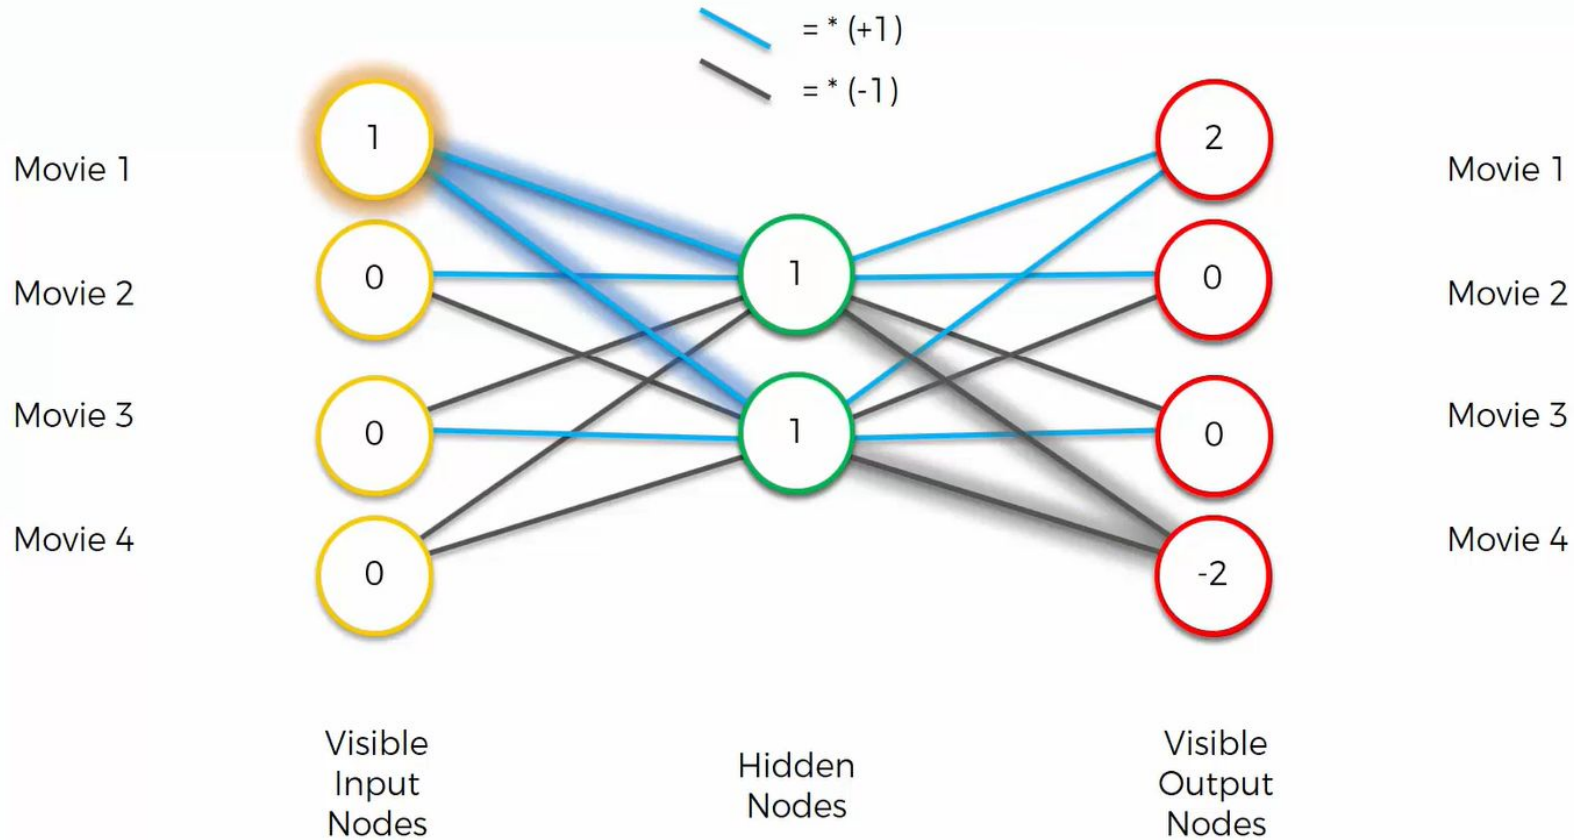 = * (+1)
= * (-1)
Movie 1
1
2
Movie 1
Movie 2
0
1
0
Movie 2
Movie 3
0
1
0
Movie 3
Movie 4
0
-2
Movie 4
Visible
Input
Nodes
Hidden
Nodes
Visible
Output
Nodes